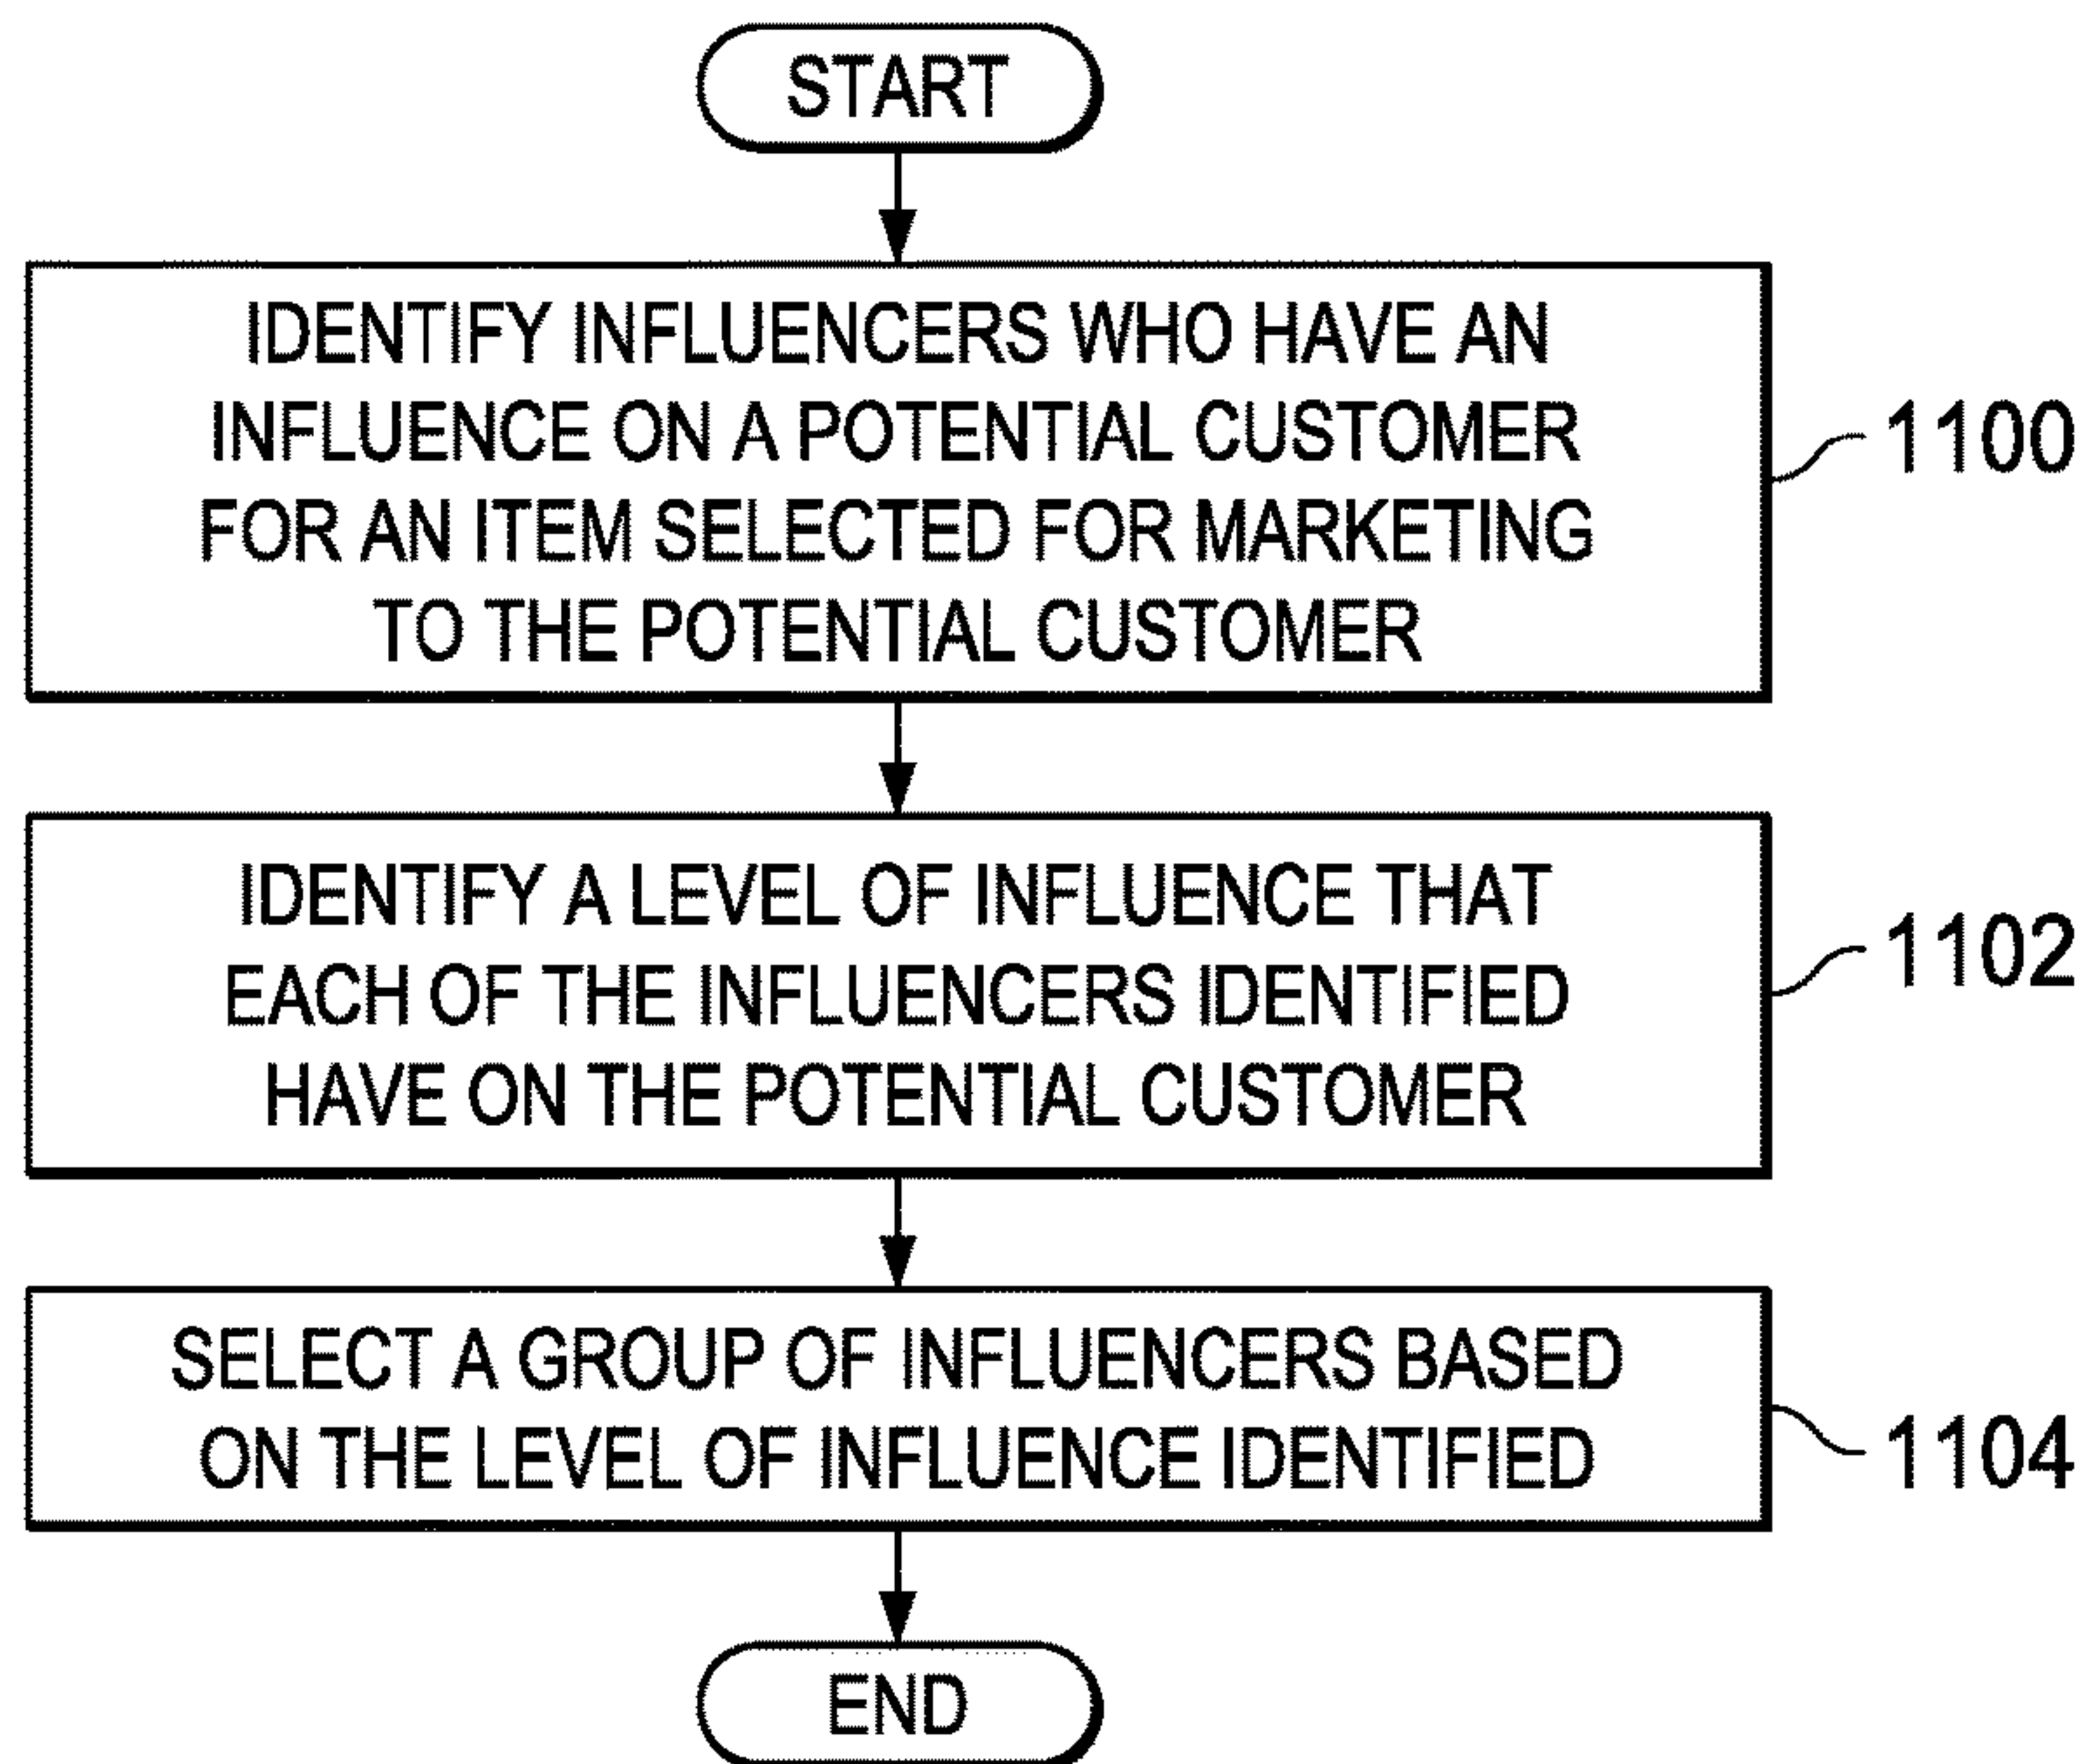 START
IDENTIFY INFLUENCERS WHO HAVE AN
INFLUENCE ON A POTENTIAL CUSTOMER
FOR AN ITEM SELECTED FOR MARKETING
TO THE POTENTIAL CUSTOMER
1100
IDENTIFY A LEVEL OF INFLUENCE THAT
EACH OF THE INFLUENCERS IDENTIFIED
HAVE ON THE POTENTIAL CUSTOMER
1102
SELECT A GROUP OF INFLUENCERS BASED
ON THE LEVEL OF INFLUENCE IDENTIFIED
1104
END